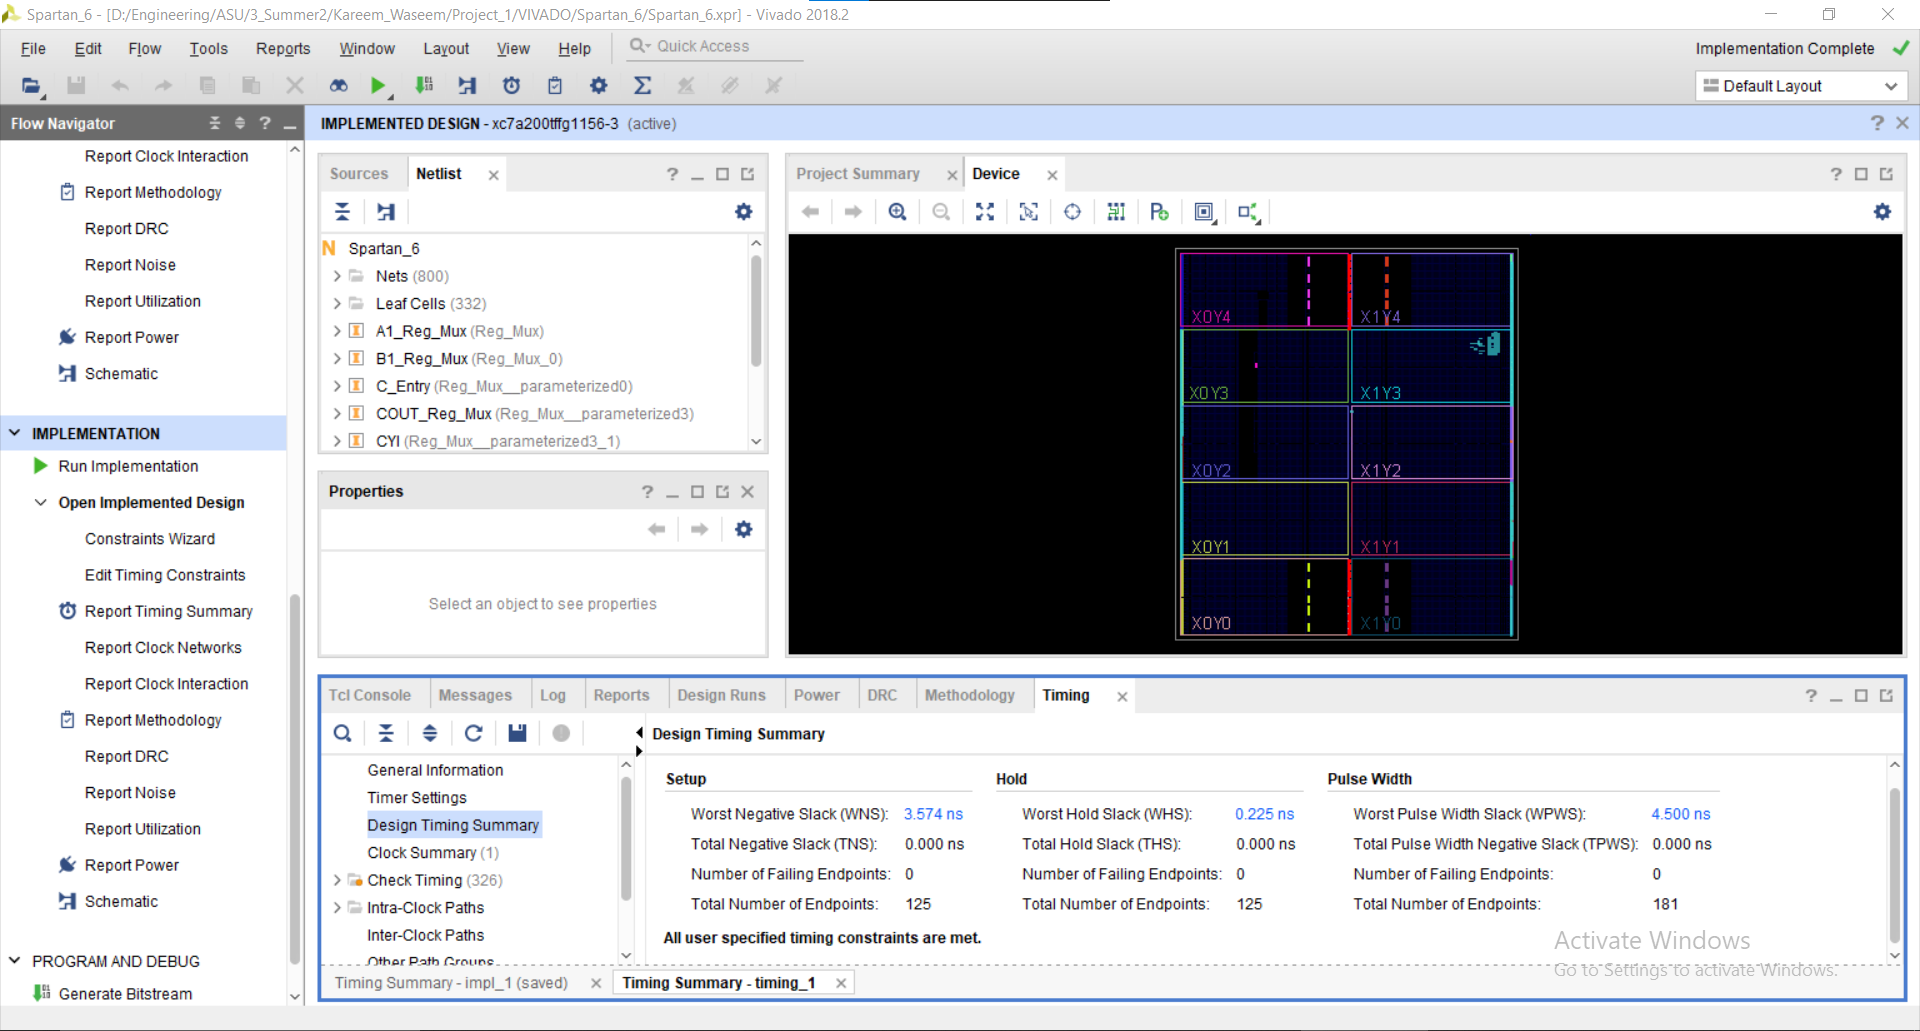 Spartan_6 - [D:/Engineering/ASU/3_Summer2/Kareem_Waseem/Project_1/VIVADO/Spartan_6/Spartan_6.xpr] - Vivado 2018.2
File Edit Flow Tools Reports Window Layout View Help Quick Access
Implementation Complete
Default Layout
Flow Navigator
IMPLEMENTED DESIGN - xc7a200tffg1156-3 (active)
Report Clock Interaction
Report Methodology
Report DRC
Report Noise
Report Utilization
Report Power
Schematic
IMPLEMENTATION
Run Implementation
Open Implemented Design
Constraints Wizard
Edit Timing Constraints
Report Timing Summary
Report Clock Networks
Report Clock Interaction
Report Methodology
Report DRC
Report Noise
Report Utilization
Report Power
Schematic
PROGRAM AND DEBUG
Generate Bitstream
Sources Netlist
N Spartan_6
Nets (800)
Leaf Cells (332)
A1_Reg_Mux (Reg_Mux)
B1_Reg_Mux (Reg_Mux_0)
C_Entry (Reg_Mux__parameterized0)
COUT_Reg_Mux (Reg_Mux__parameterized3)
CYI (Reg_Mux__parameterized3_1)
Properties
Select an object to see properties
Project Summary Device
X0Y4 X1Y4
X0Y3 X1Y3
X0Y2 X1Y2
X0Y1 X1Y1
X0Y0 X1Y0
Tcl Console Messages Log Reports Design Runs Power DRC Methodology Timing
General Information
Timer Settings
Design Timing Summary
Clock Summary (1)
Check Timing (326)
Intra-Clock Paths
Inter-Clock Paths
Other Path Groups
Design Timing Summary
Setup Hold Pulse Width
Worst Negative Slack (WNS): 3.574 ns Worst Hold Slack (WHS): 0.225 ns Worst Pulse Width Slack (WPWS): 4.500 ns
Total Negative Slack (TNS): 0.000 ns Total Hold Slack (THS): 0.000 ns Total Pulse Width Negative Slack (TPWS): 0.000 ns
Number of Failing Endpoints: 0 Number of Failing Endpoints: 0 Number of Failing Endpoints: 0
Total Number of Endpoints: 125 Total Number of Endpoints: 125 Total Number of Endpoints: 181
All user specified timing constraints are met.
Activate Windows
Go to Settings to activate Windows.
Timing Summary - impl_1 (saved) Timing Summary - timing_1